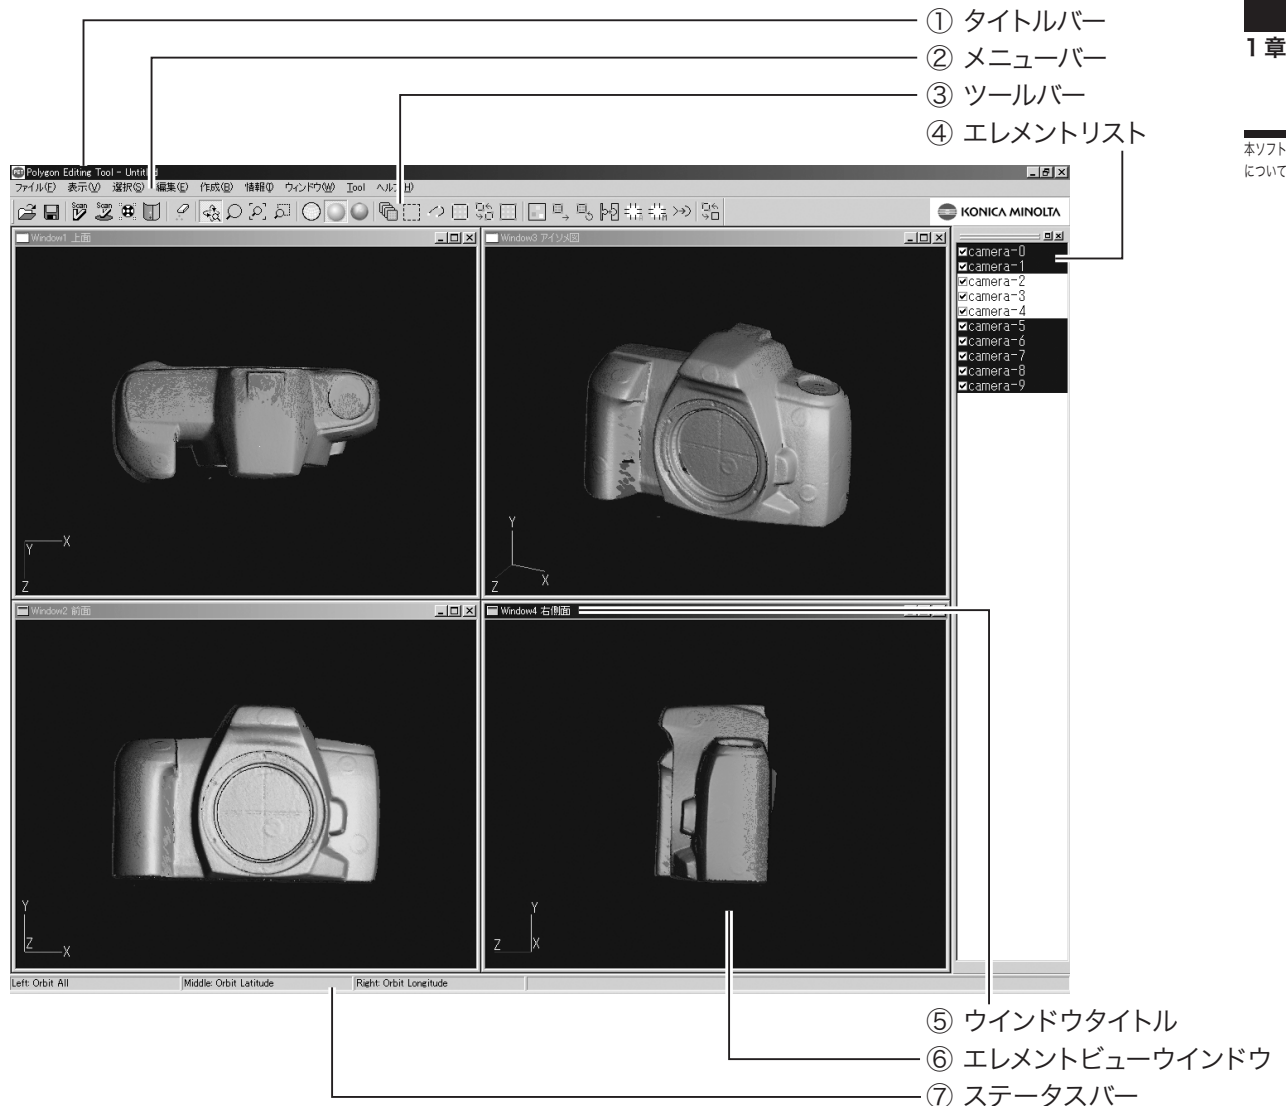 ① タイトルバー
② メニューバー
③ ツールバー
④ エレメントリスト
1章
本ソフト
について
Polygon Editing Tool - Untitled
ファイル(F) 表示(V) 選択(S) 編集(E) 作成(B) 情報(I) ウィンドウ(W) Tool ヘルプ(H)
Scan Scan
KONICA MINOLTA
Window1 上面
Window3 アイソメ図
camera-0
camera-1
camera-2
camera-3
camera-4
camera-5
camera-6
camera-7
camera-8
camera-9
Y X
Z
Y
Z X
Window2 前面
Window4 右側面
Y
Z X
Y
Z X
Left: Orbit All Middle: Orbit Latitude Right: Orbit Longitude
⑤ ウインドウタイトル
⑥ エレメントビューウインドウ
⑦ ステータスバー